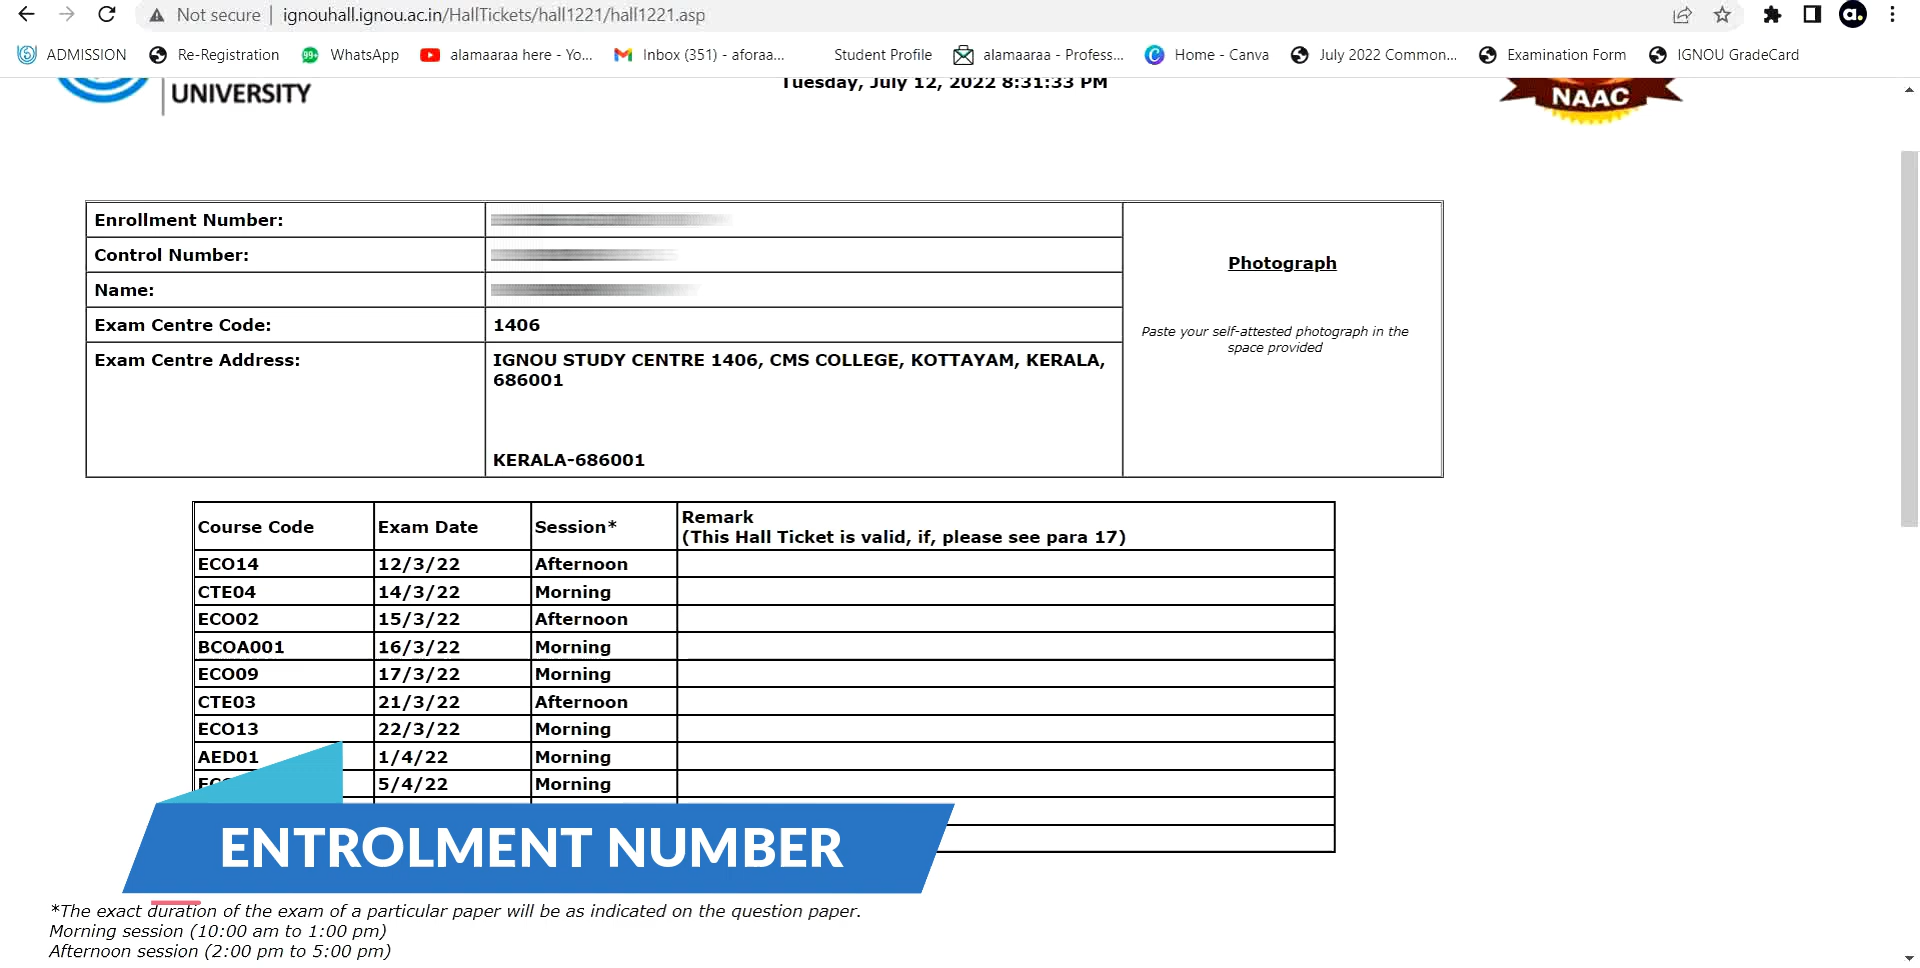 Not secure | ignouhall.ignou.ac.in/HallTickets/hall1221/hall1221.asp
ADMISSION Re-Registration 99+ WhatsApp alamaaraa here - Yo... Inbox (351) - aforaa... Student Profile alamaaraa - Profess... Home - Canva July 2022 Common... Examination Form IGNOU GradeCard
UNIVERSITY
Tuesday, July 12, 2022 8:31:33 PM
NAAC
Enrollment Number:
Control Number:
Name:
Exam Centre Code: 1406
Exam Centre Address: IGNOU STUDY CENTRE 1406, CMS COLLEGE, KOTTAYAM, KERALA,
686001
KERALA-686001
Photograph
Paste your self-attested photograph in the
space provided
Course Code Exam Date Session* Remark
(This Hall Ticket is valid, if, please see para 17)
ECO14 12/3/22 Afternoon
CTE04 14/3/22 Morning
ECO02 15/3/22 Afternoon
BCOA001 16/3/22 Morning
ECO09 17/3/22 Morning
CTE03 21/3/22 Afternoon
ECO13 22/3/22 Morning
AED01 1/4/22 Morning
5/4/22 Morning
ENTROLMENT NUMBER
*The exact duration of the exam of a particular paper will be as indicated on the question paper.
Morning session (10:00 am to 1:00 pm)
Afternoon session (2:00 pm to 5:00 pm)